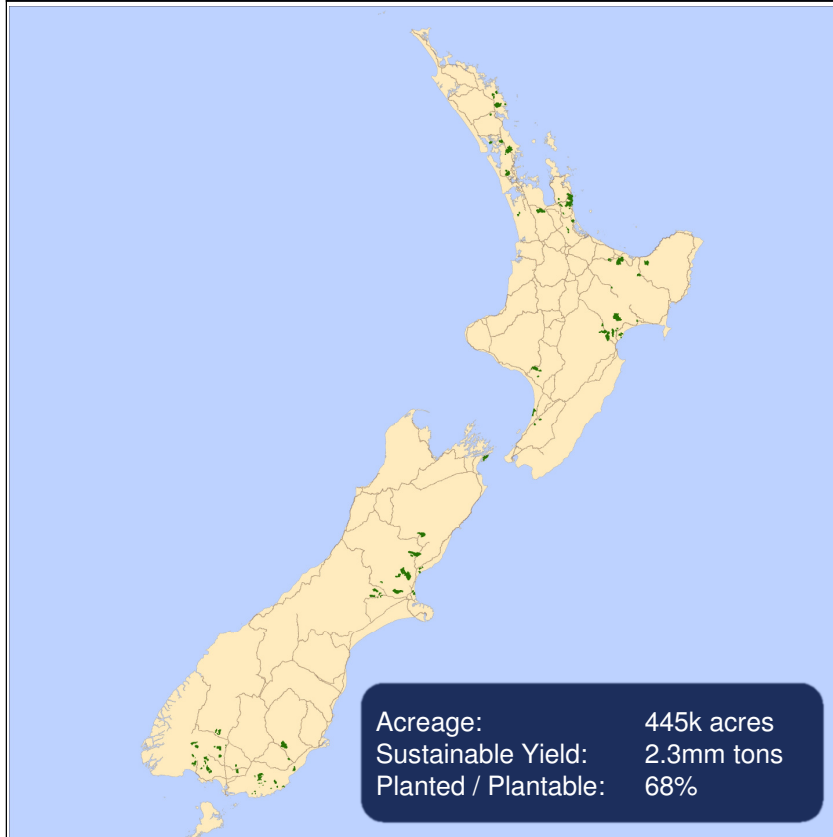 Acreage: 445k acres
Sustainable Yield: 2.3mm tons
Planted / Plantable: 68%